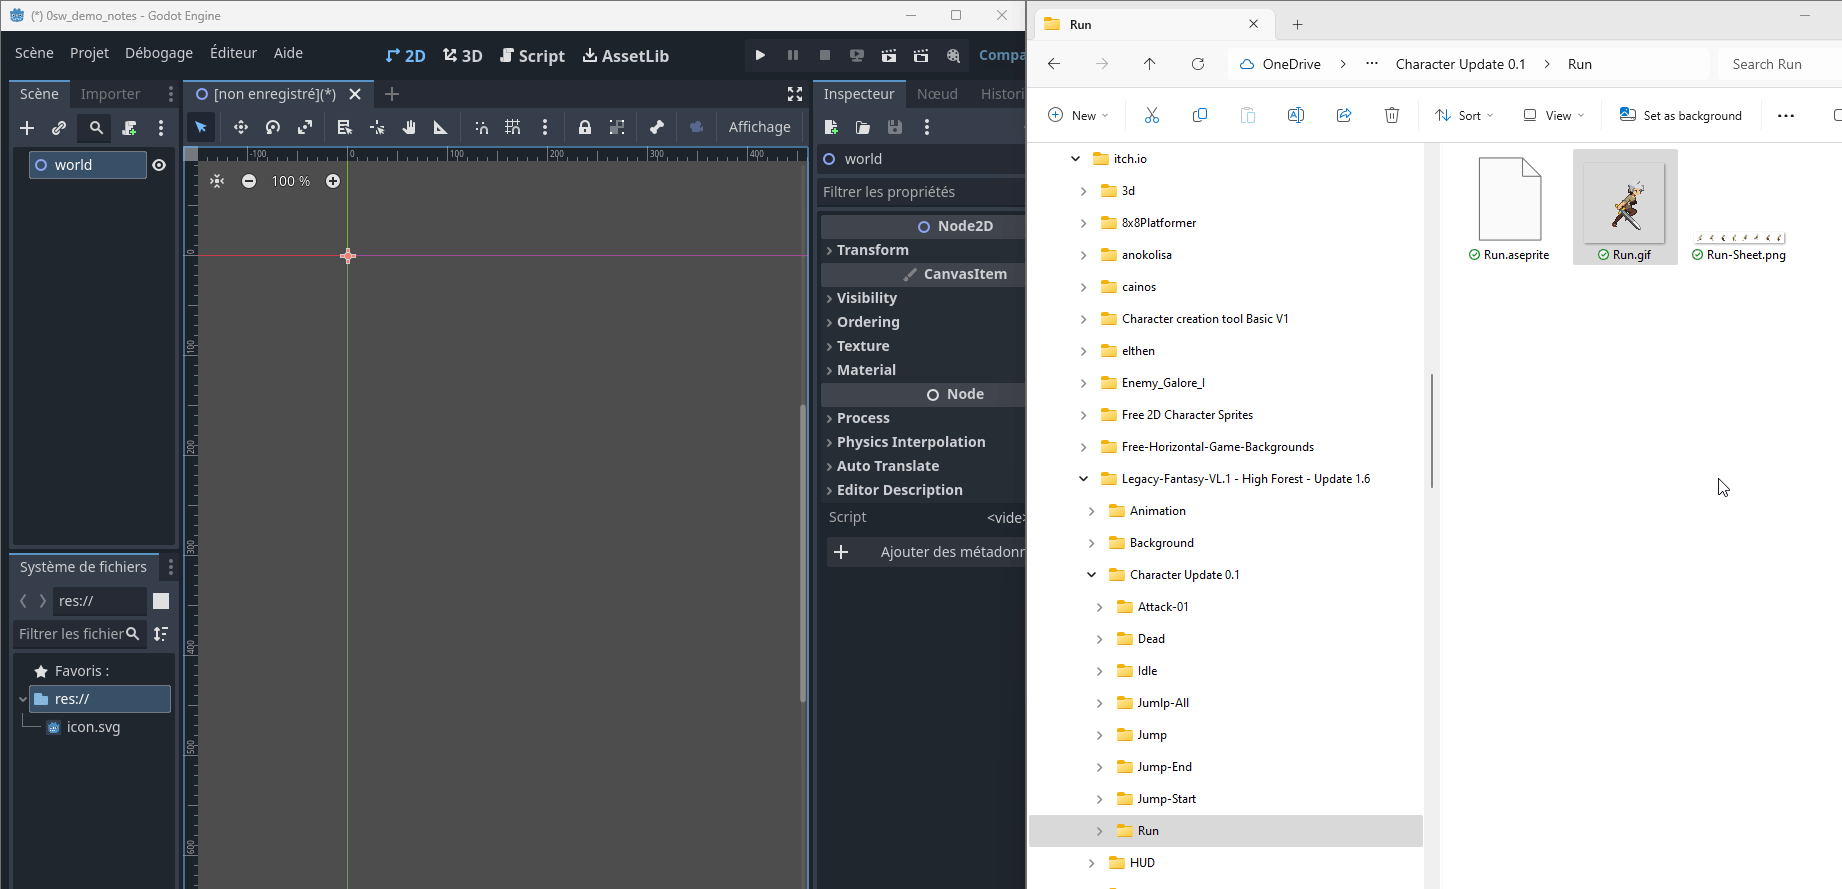 (*) 0sw_demo_notes - Godot Engine
Scène Projet Débogage Éditeur Aide
2D 3D Script AssetLib
Scène Importer
[non enregistré](*)
Affichage
world
-100 0 100 200 300 400
100 %
0
100
200
300
400
500
600
Système de fichiers
res://
Filtrer les fichier
Favoris :
res://
icon.svg
Inspecteur Nœud Histori
world
Filtrer les propriétés
Node2D
Transform
CanvasItem
Visibility
Ordering
Texture
Material
Node
Process
Physics Interpolation
Auto Translate
Editor Description
Script <vide>
Ajouter des métadonn
Run
OneDrive > ... Character Update 0.1 > Run
Search Run
New Sort View Set as background ...
itch.io
3d
8x8Platformer
anokolisa
cainos
Character creation tool Basic V1
elthen
Enemy_Galore_I
Free 2D Character Sprites
Free-Horizontal-Game-Backgrounds
Legacy-Fantasy-VL.1 - High Forest - Update 1.6
Animation
Background
Character Update 0.1
Attack-01
Dead
Idle
Jumlp-All
Jump
Jump-End
Jump-Start
Run
HUD
Run.aseprite
Run.gif
Run-Sheet.png